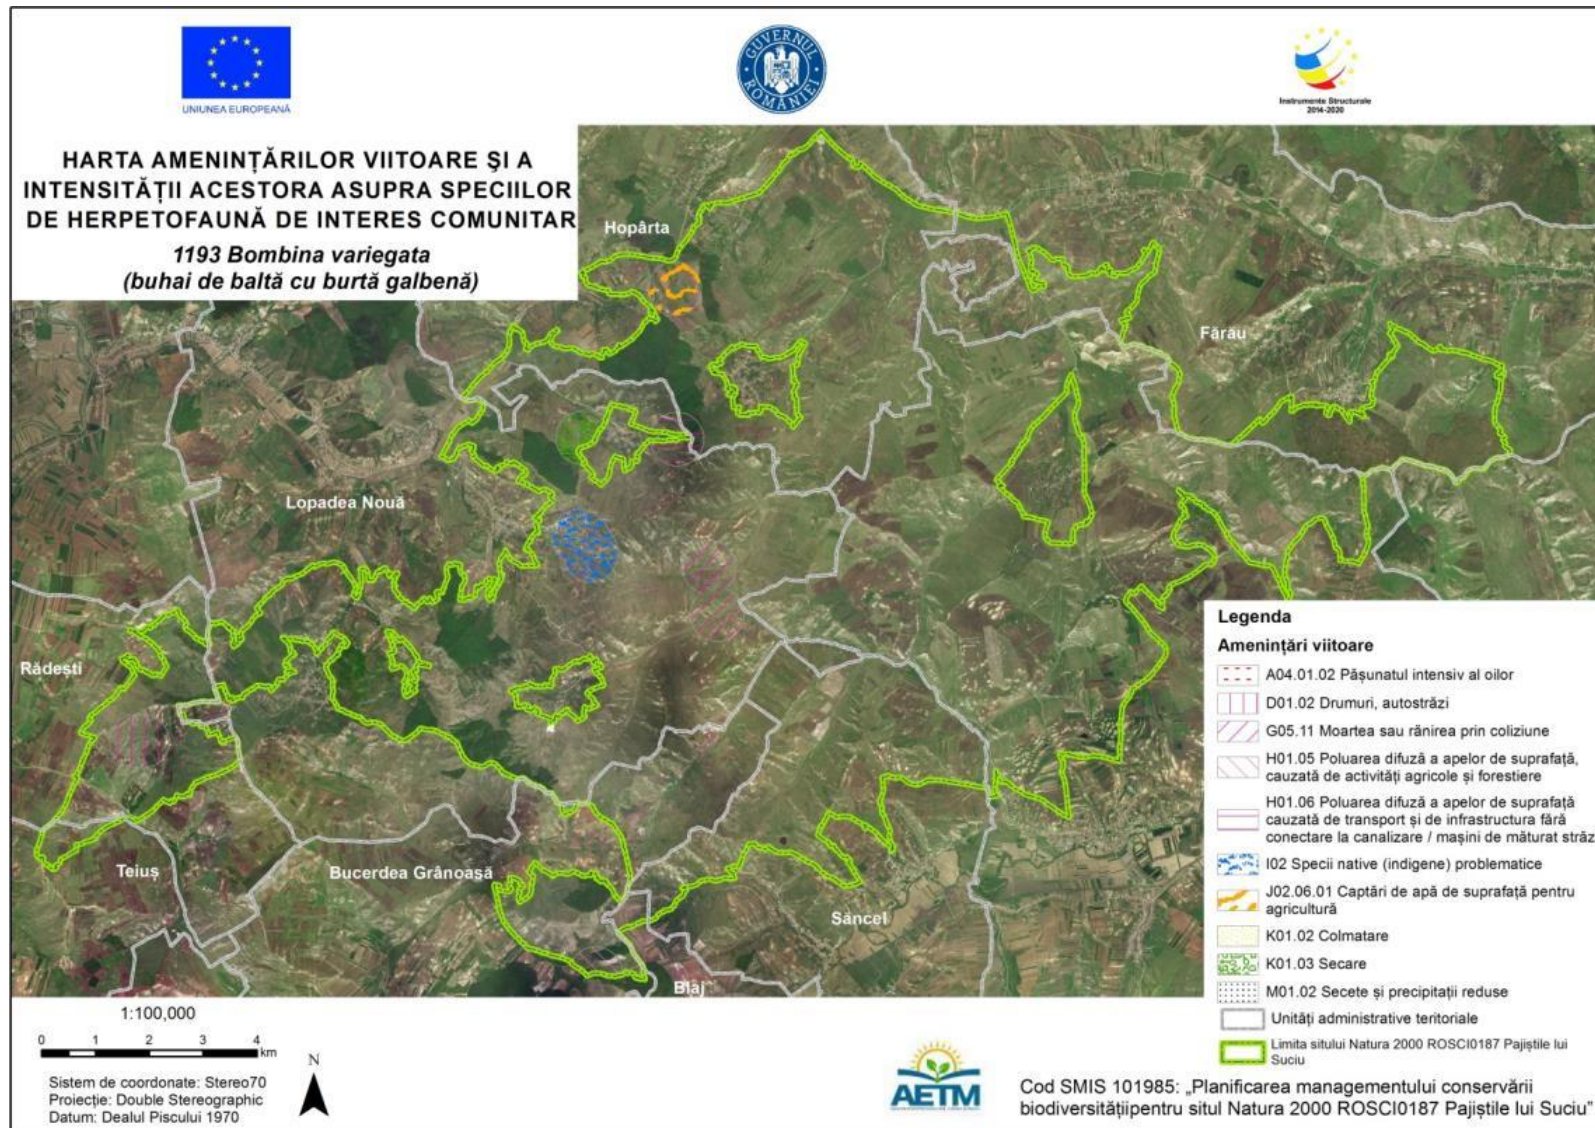 UNIUNEA EUROPEANĂ
GUVERNUL ROMÂNIEI
Instrumente Structurale
2014-2020
HARTA AMENINȚĂRILOR VIITOARE ȘI A
INTENSITĂȚII ACESTORA ASUPRA SPECIILOR
DE HERPETOFAUNĂ DE INTERES COMUNITAR
1193 Bombina variegata
(buhai de baltă cu burtă galbenă)
Hopârta
Fărău
Lopadea Nouă
Rădești
Teiuș
Bucerdea Grânoasă
Sâncel
Blaj
Legenda
Amenințări viitoare
A04.01.02 Pășunatul intensiv al oilor
D01.02 Drumuri, autostrăzi
G05.11 Moartea sau rănirea prin coliziune
H01.05 Poluarea difuză a apelor de suprafață,
cauzată de activități agricole și forestiere
H01.06 Poluarea difuză a apelor de suprafață
cauzată de transport și de infrastructura fără
conectare la canalizare / mașini de măturat străz
I02 Specii native (indigene) problematice
J02.06.01 Captări de apă de suprafață pentru
agricultură
K01.02 Colmatare
K01.03 Secare
M01.02 Secete și precipitații reduse
Unități administrative teritoriale
Limita sitului Natura 2000 ROSCI0187 Pajiștile lui
Suciu
1:100,000
0 1 2 3 4
km
N
Sistem de coordonate: Stereo70
Proiecție: Double Stereographic
Datum: Dealul Piscului 1970
AETM
Cod SMIS 101985: „Planificarea managementului conservării
biodiversitățiipentru situl Natura 2000 ROSCI0187 Pajiștile lui Suciu”